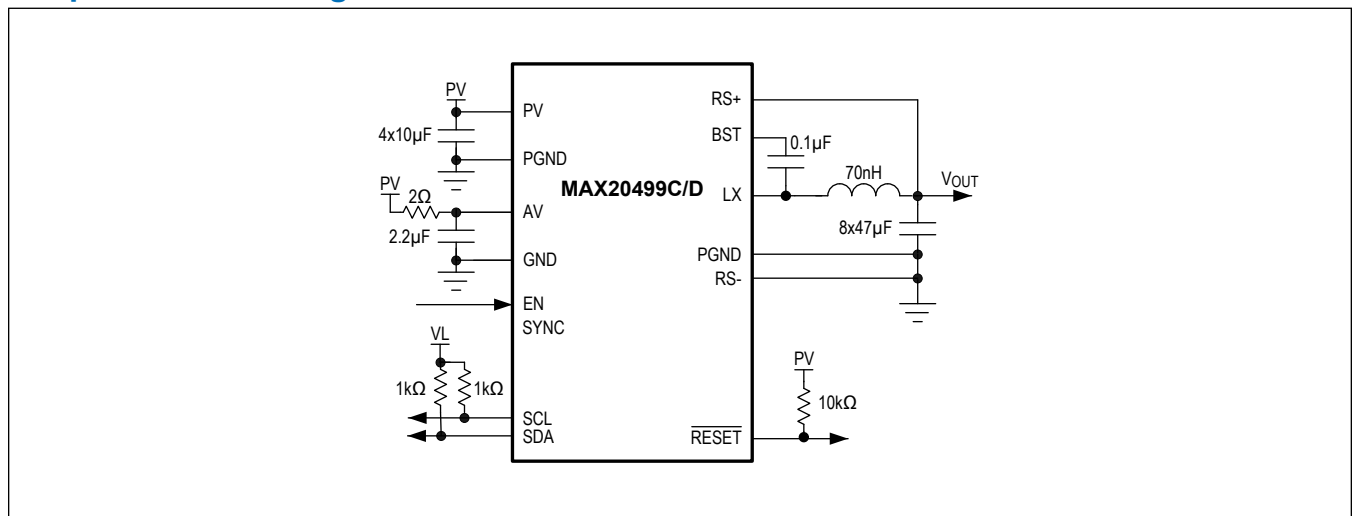 PV
PV
4x10µF
PGND
PV
2Ω
AV
2.2µF
GND
EN
SYNC
VL
1kΩ
1kΩ
SCL
SDA
MAX20499C/D
RS+
BST
0.1µF
70nH
LX
VOUT
8x47µF
PGND
RS-
PV
10kΩ
RESET